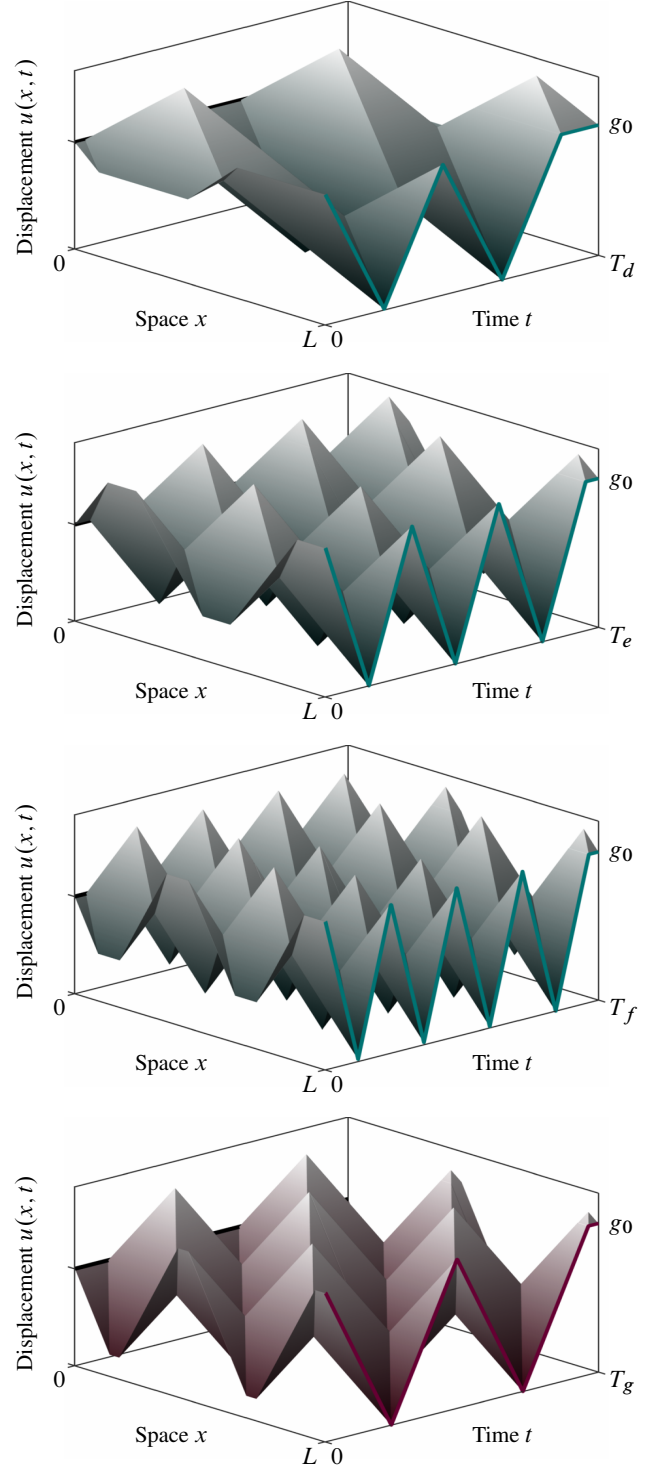 Displacement u(x, t)
g₀
0
T_d
Space x
Time t
L 0
Displacement u(x, t)
g₀
0
T_e
Space x
Time t
L 0
Displacement u(x, t)
g₀
0
T_f
Space x
Time t
L 0
Displacement u(x, t)
g₀
0
T_g
Space x
Time t
L 0